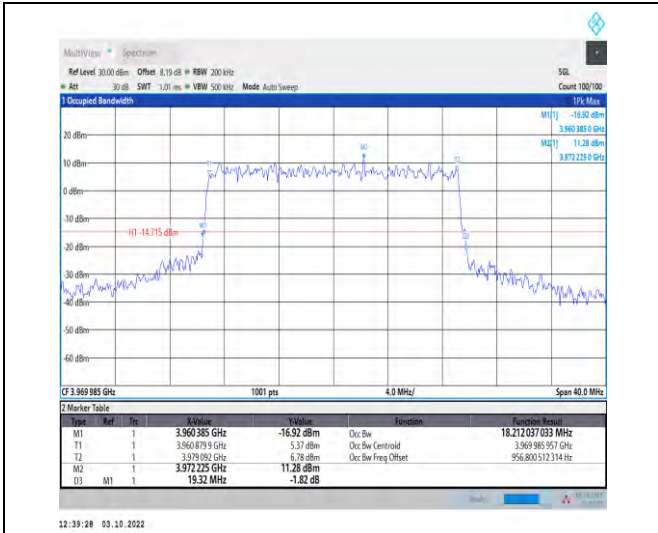 MultiView Spectrum
Ref Level 30.00 dBm Offset 8.19 dB RBW 200 kHz SGL
Att 30 dB SWT 1.01 ms VBW 500 kHz Mode Auto Sweep Count 100/100
1 Occupied Bandwidth 1Pk Max
M1[1] -16.92 dBm
3.960 385 0 GHz
M2[1] 11.28 dBm
3.972 225 0 GHz
20 dBm
M2
10 dBm
T1
T2
0 dBm
-10 dBm
M1
H1 -14.715 dBm
D3
-20 dBm
-30 dBm
-40 dBm
-50 dBm
-60 dBm
CF 3.969 985 GHz 1001 pts 4.0 MHz/ Span 40.0 MHz
2 Marker Table
Type Ref Trc X-Value Y-Value Function Function Result
M1 1 3.960 385 GHz -16.92 dBm Occ Bw 18.212 037 033 MHz
T1 1 3.960 879 9 GHz 5.37 dBm Occ Bw Centroid 3.969 985 957 GHz
T2 1 3.979 092 GHz 6.78 dBm Occ Bw Freq Offset 956.800 512 314 Hz
M2 1 3.972 225 GHz 11.28 dBm
D3 M1 1 19.32 MHz -1.82 dB
12:39:28 03.10.2022